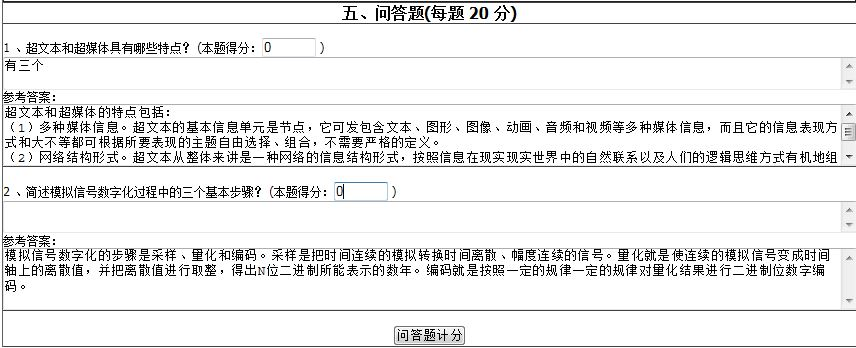 五、问答题(每题 20 分)
1 、超文本和超媒体具有哪些特点? (本题得分: 0 )
有三个
参考答案:
超文本和超媒体的特点包括:
(1) 多种媒体信息。超文本的基本信息单元是节点，它可发包含文本、图形、图像、动画、音频和视频等多种媒体信息，而且它的信息表现方
式和大不等都可根据所要表现的主题自由选择、组合，不需要严格的定义。
(2) 网络结构形式。超文本从整体来讲是一种网络的信息结构形式，按照信息在现实现实世界中的自然联系以及人们的逻辑思维方式有机地组
2 、简述模拟信号数字化过程中的三个基本步骤? (本题得分: 0 )
参考答案:
模拟信号数字化的步骤是采样、量化和编码。采样是把时间连续的模拟转换时间离散、幅度连续的信号。量化就是使连续的模拟信号变成时间
轴上的离散值，并把离散值进行取整，得出N位二进制所能表示的数年。编码就是按照一定的规律一定的规律对量化结果进行二进制位数字编
码。
问答题计分